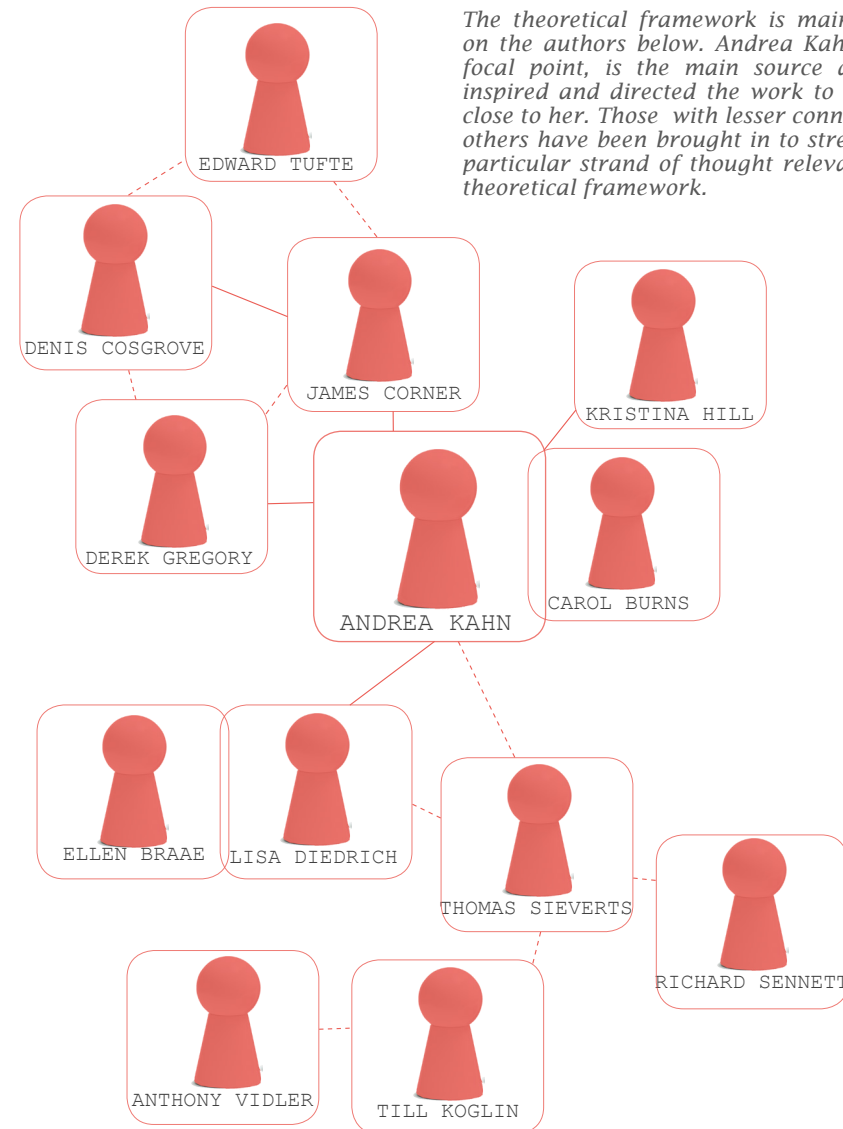 The theoretical framework is main
on the authors below. Andrea Kah
focal point, is the main source a
inspired and directed the work to
close to her. Those with lesser conn
others have been brought in to stre
particular strand of thought releva
theoretical framework.
EDWARD TUFTE
DENIS COSGROVE
JAMES CORNER
KRISTINA HILL
DEREK GREGORY
CAROL BURNS
ANDREA KAHN
ELLEN BRAAE
LISA DIEDRICH
THOMAS SIEVERTS
RICHARD SENNETT
ANTHONY VIDLER
TILL KOGLIN